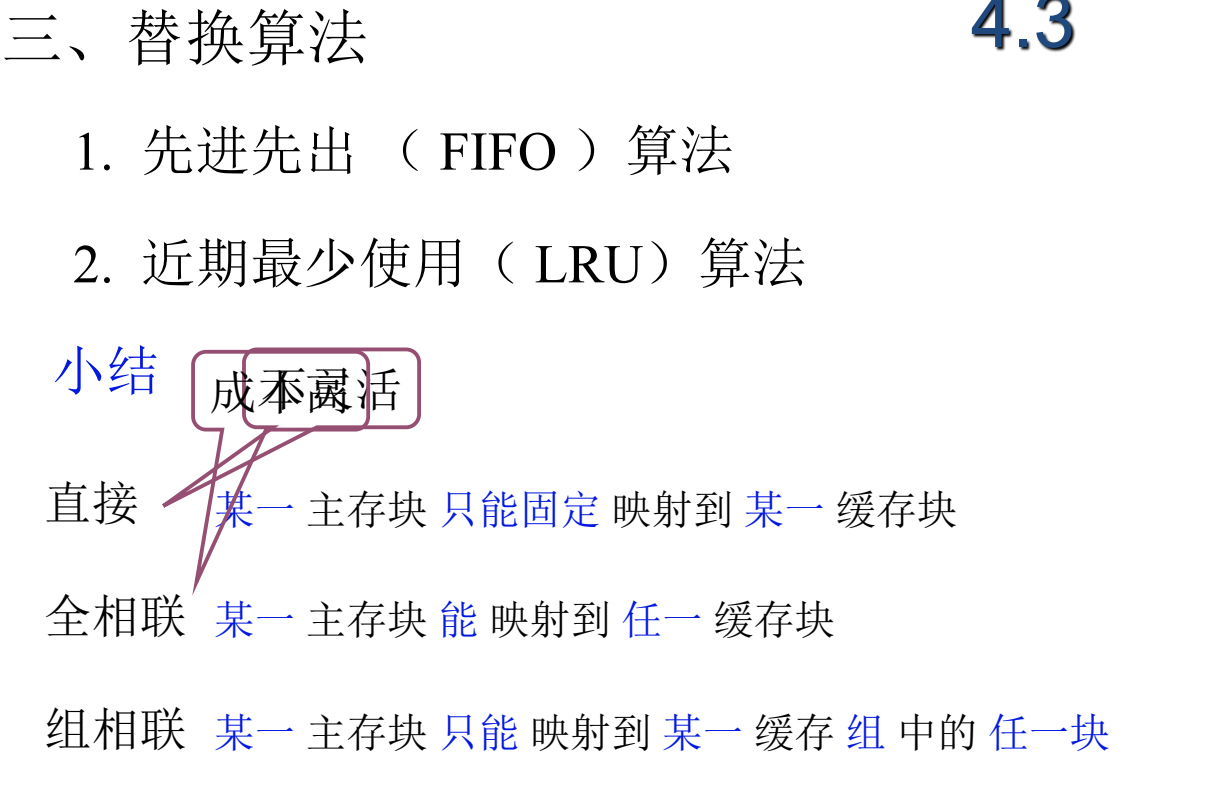 三、替换算法 4.3
1. 先进先出 （ FIFO ）算法
2. 近期最少使用（ LRU）算法
小结
成本高
不灵活
直接 某一 主存块 只能固定 映射到 某一 缓存块
全相联 某一 主存块 能 映射到 任一 缓存块
组相联 某一 主存块 只能 映射到 某一 缓存 组 中的 任一块